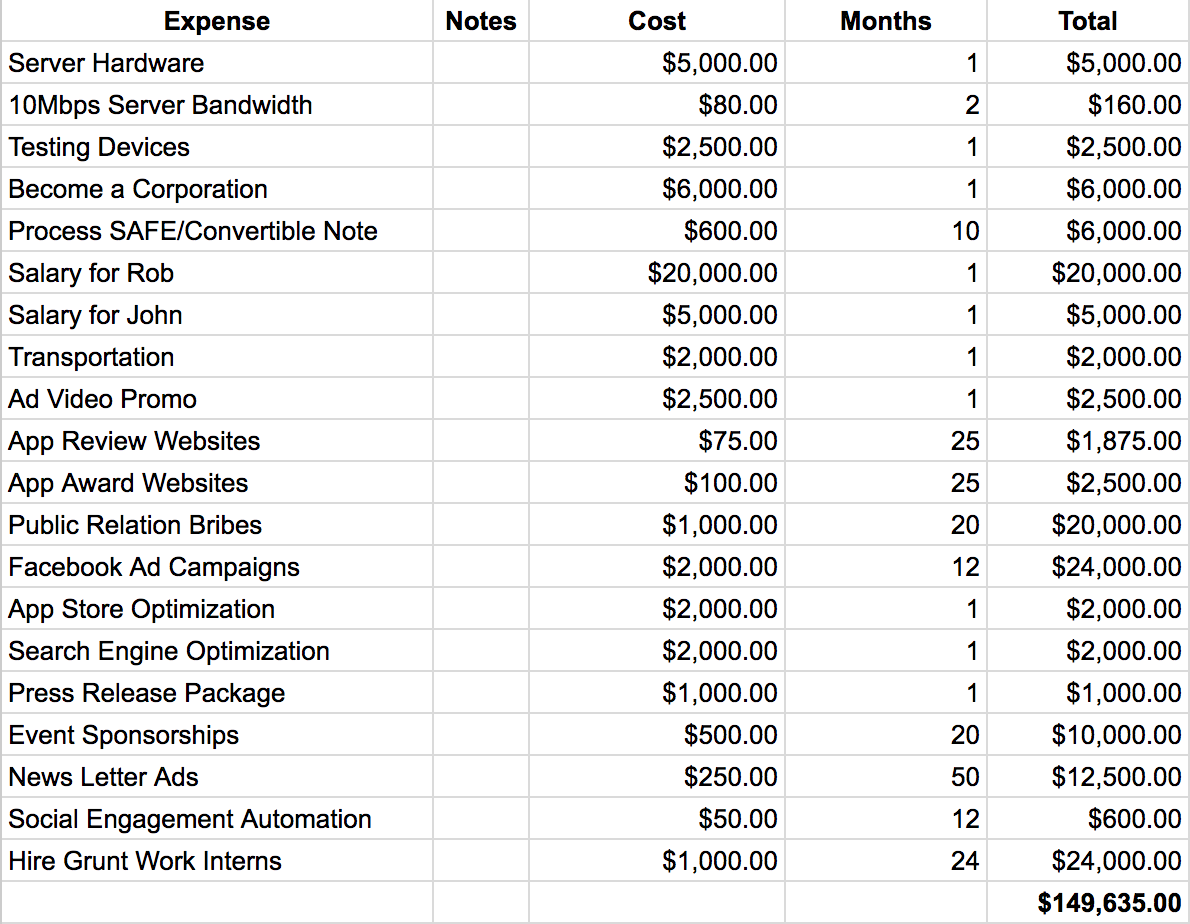 Expense Notes Cost Months Total
Server Hardware $5,000.00 1 $5,000.00
10Mbps Server Bandwidth $80.00 2 $160.00
Testing Devices $2,500.00 1 $2,500.00
Become a Corporation $6,000.00 1 $6,000.00
Process SAFE/Convertible Note $600.00 10 $6,000.00
Salary for Rob $20,000.00 1 $20,000.00
Salary for John $5,000.00 1 $5,000.00
Transportation $2,000.00 1 $2,000.00
Ad Video Promo $2,500.00 1 $2,500.00
App Review Websites $75.00 25 $1,875.00
App Award Websites $100.00 25 $2,500.00
Public Relation Bribes $1,000.00 20 $20,000.00
Facebook Ad Campaigns $2,000.00 12 $24,000.00
App Store Optimization $2,000.00 1 $2,000.00
Search Engine Optimization $2,000.00 1 $2,000.00
Press Release Package $1,000.00 1 $1,000.00
Event Sponsorships $500.00 20 $10,000.00
News Letter Ads $250.00 50 $12,500.00
Social Engagement Automation $50.00 12 $600.00
Hire Grunt Work Interns $1,000.00 24 $24,000.00
$149,635.00